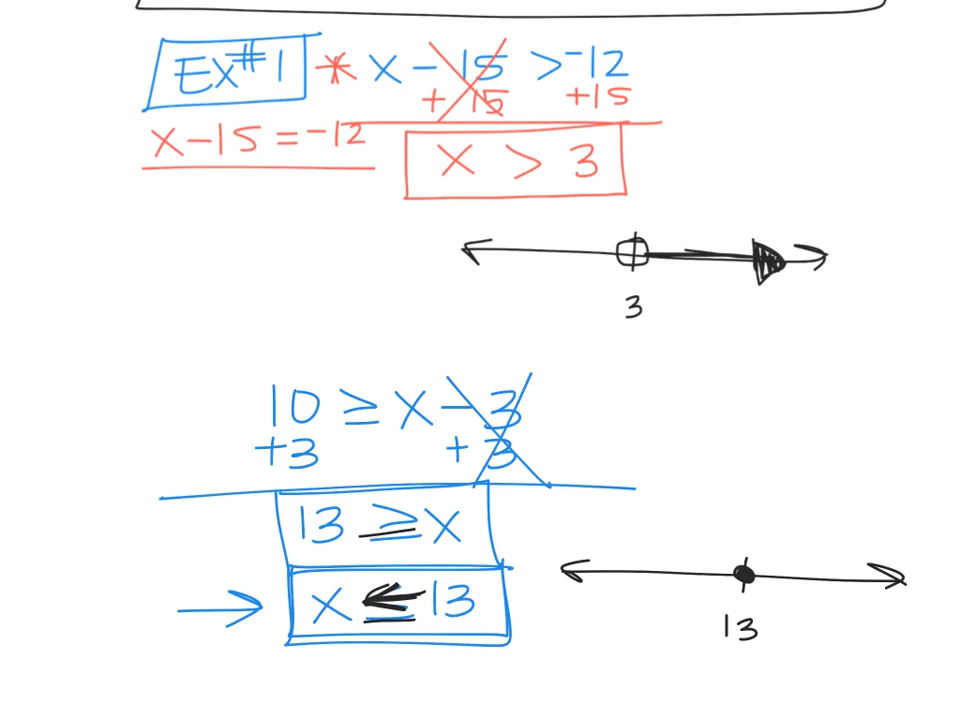 Ex#1 * x - 15 > -12
+ 15 +15
x - 15 = -12
x > 3
3
10 ≥ x - 3
+3 + 3
13 ≥ x
x ≤ 13
13